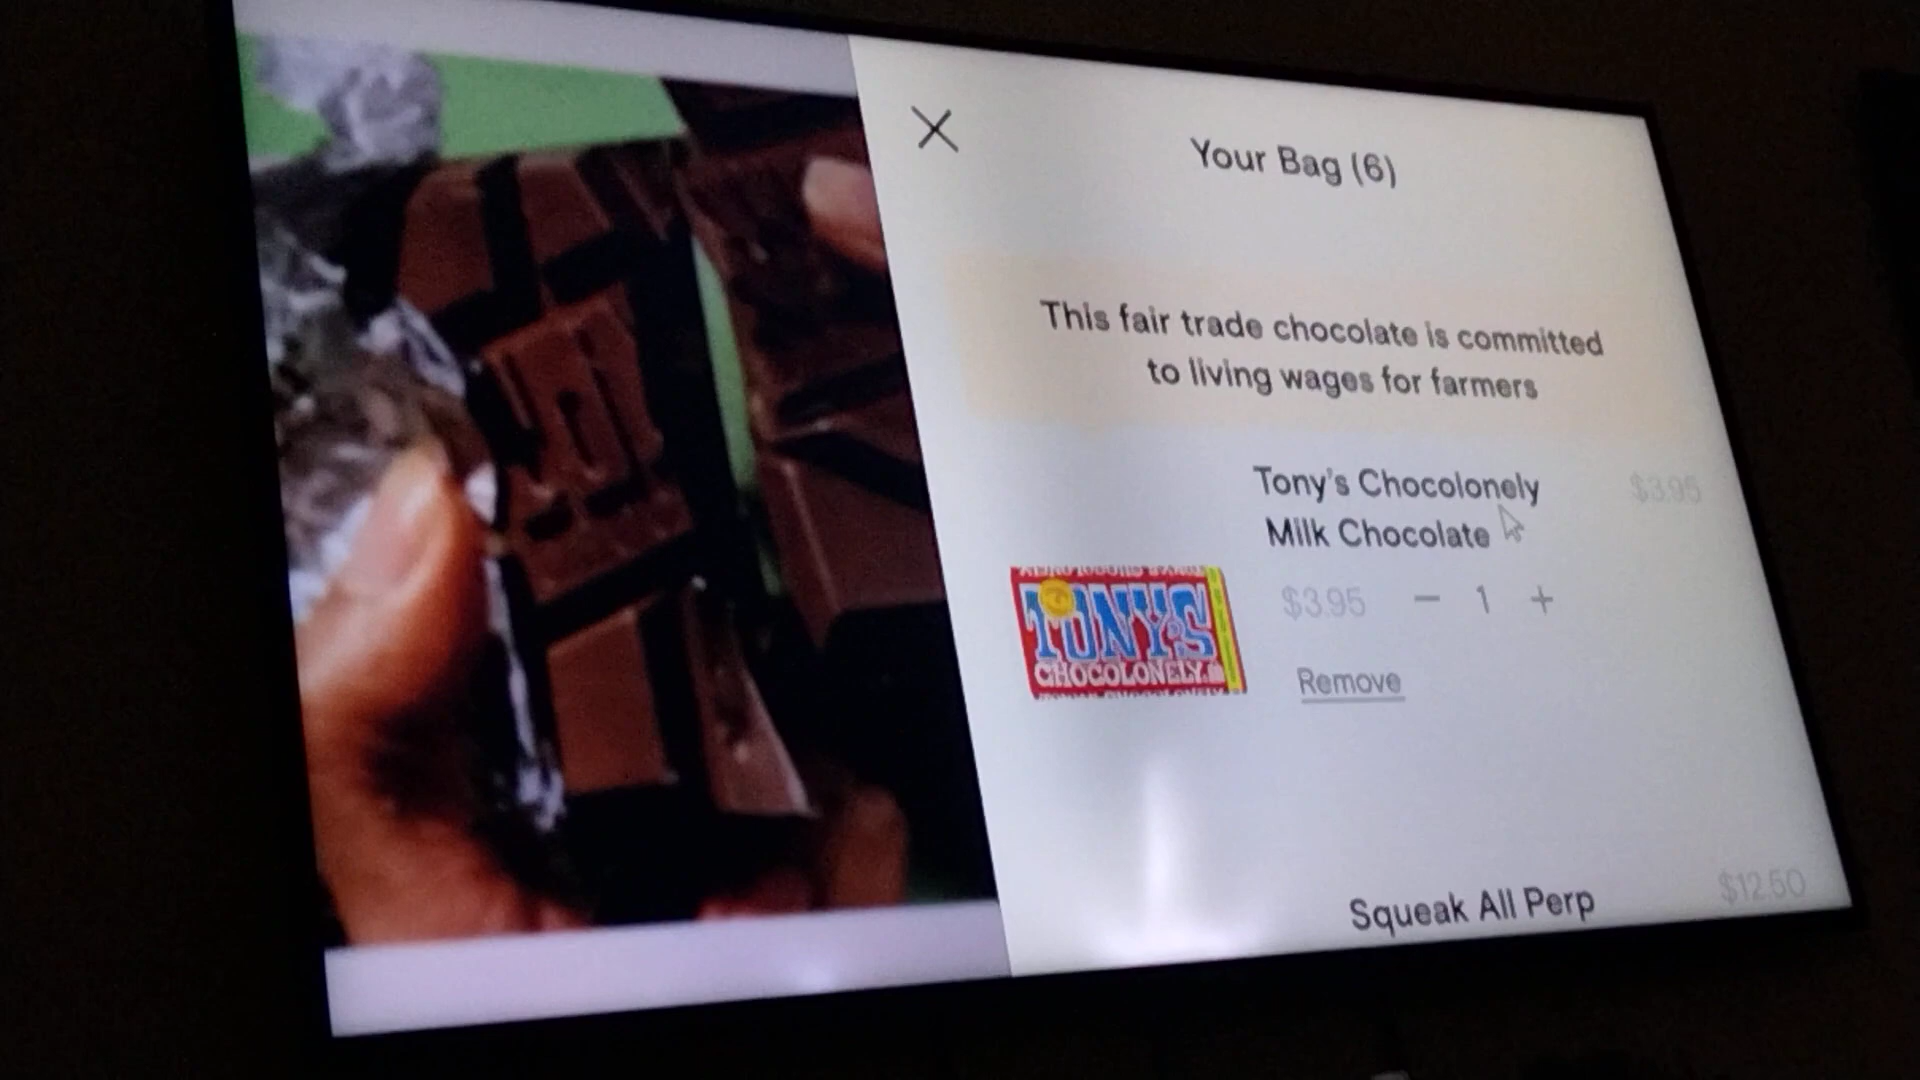 Your Bag (6)
This fair trade chocolate is committed
to living wages for farmers
Tony's Chocolonely
$3.95
Milk Chocolate
TONY'S
CHOCOLONELY
$3.95 — 1 +
Remove
Squeak All Perp
$12.50